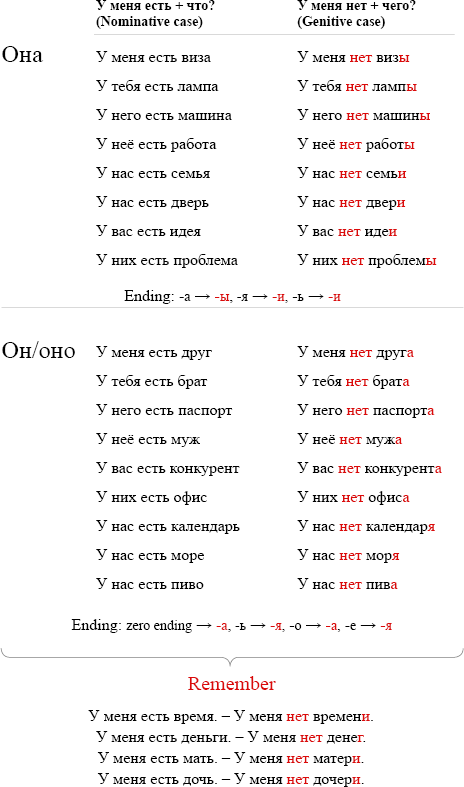 У меня есть + что? У меня нет + чего?
(Nominative case) (Genitive case)
Она У меня есть виза У меня нет визы
У тебя есть лампа У тебя нет лампы
У него есть машина У него нет машины
У неё есть работа У неё нет работы
У нас есть семья У нас нет семьи
У нас есть дверь У нас нет двери
У вас есть идея У вас нет идеи
У них есть проблема У них нет проблемы
Ending: -а → -ы, -я → -и, -ь → -и
Он/оно У меня есть друг У меня нет друга
У тебя есть брат У тебя нет брата
У него есть паспорт У него нет паспорта
У неё есть муж У неё нет мужа
У вас есть конкурент У вас нет конкурента
У них есть офис У них нет офиса
У нас есть календарь У нас нет календаря
У нас есть море У нас нет моря
У нас есть пиво У нас нет пива
Ending: zero ending → -а, -ь → -я, -о → -а, -е → -я
Remember
У меня есть время. – У меня нет времени.
У меня есть деньги. – У меня нет денег.
У меня есть мать. – У меня нет матери.
У меня есть дочь. – У меня нет дочери.